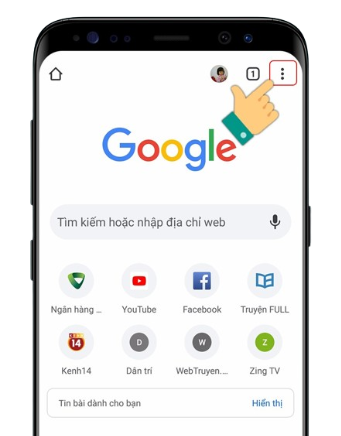 1
Google
Tìm kiếm hoặc nhập địa chỉ web
Ngân hàng ...
YouTube
Facebook
Truyện FULL
14
D
W
Z
Kenh14
Dân trí
WebTruyen....
Zing TV
Tin bài dành cho bạn
Hiển thị